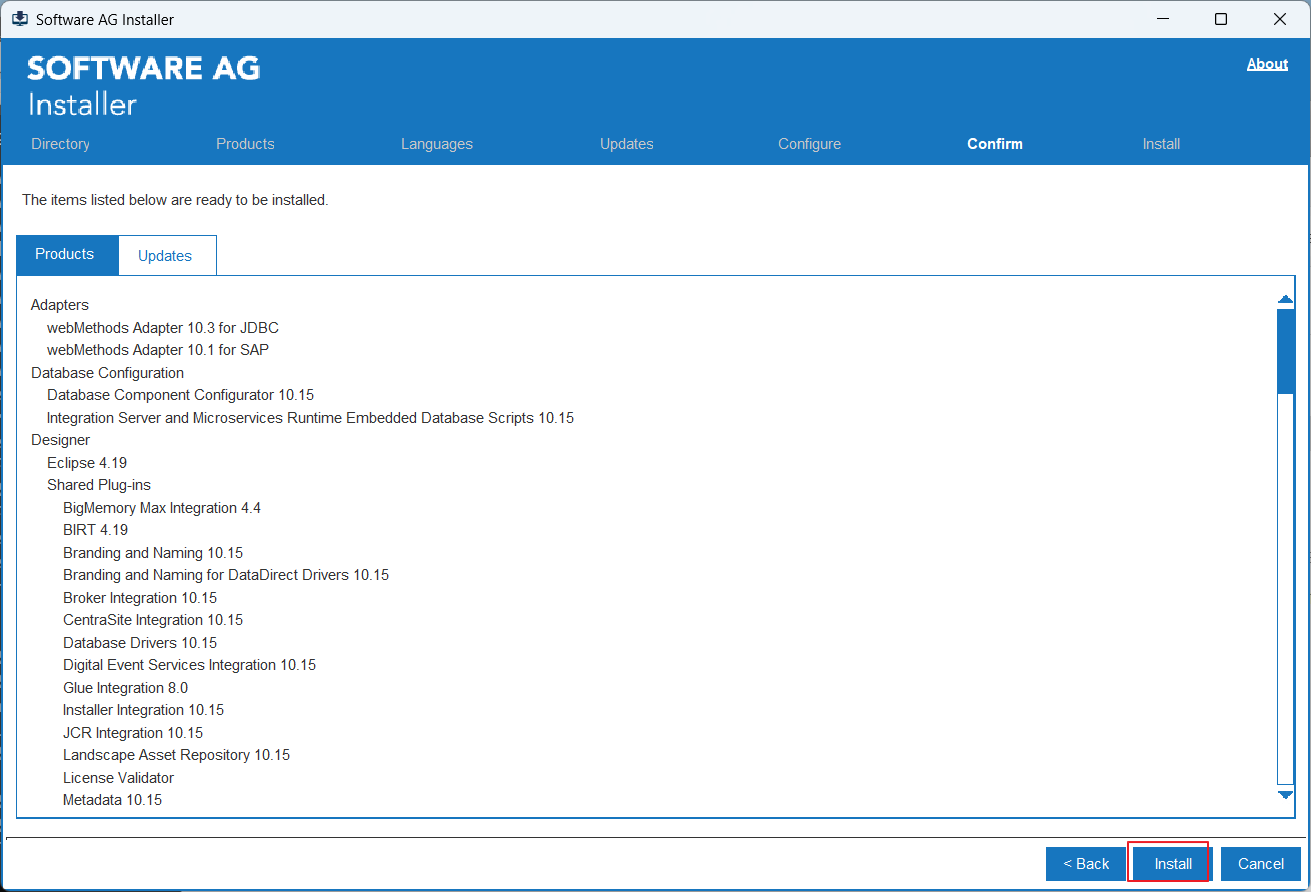 Software AG Installer
SOFTWARE AG
Installer
About
Directory Products Languages Updates Configure Confirm Install
The items listed below are ready to be installed.
Products Updates
Adapters
webMethods Adapter 10.3 for JDBC
webMethods Adapter 10.1 for SAP
Database Configuration
Database Component Configurator 10.15
Integration Server and Microservices Runtime Embedded Database Scripts 10.15
Designer
Eclipse 4.19
Shared Plug-ins
BigMemory Max Integration 4.4
BIRT 4.19
Branding and Naming 10.15
Branding and Naming for DataDirect Drivers 10.15
Broker Integration 10.15
CentraSite Integration 10.15
Database Drivers 10.15
Digital Event Services Integration 10.15
Glue Integration 8.0
Installer Integration 10.15
JCR Integration 10.15
Landscape Asset Repository 10.15
License Validator
Metadata 10.15
< Back Install Cancel